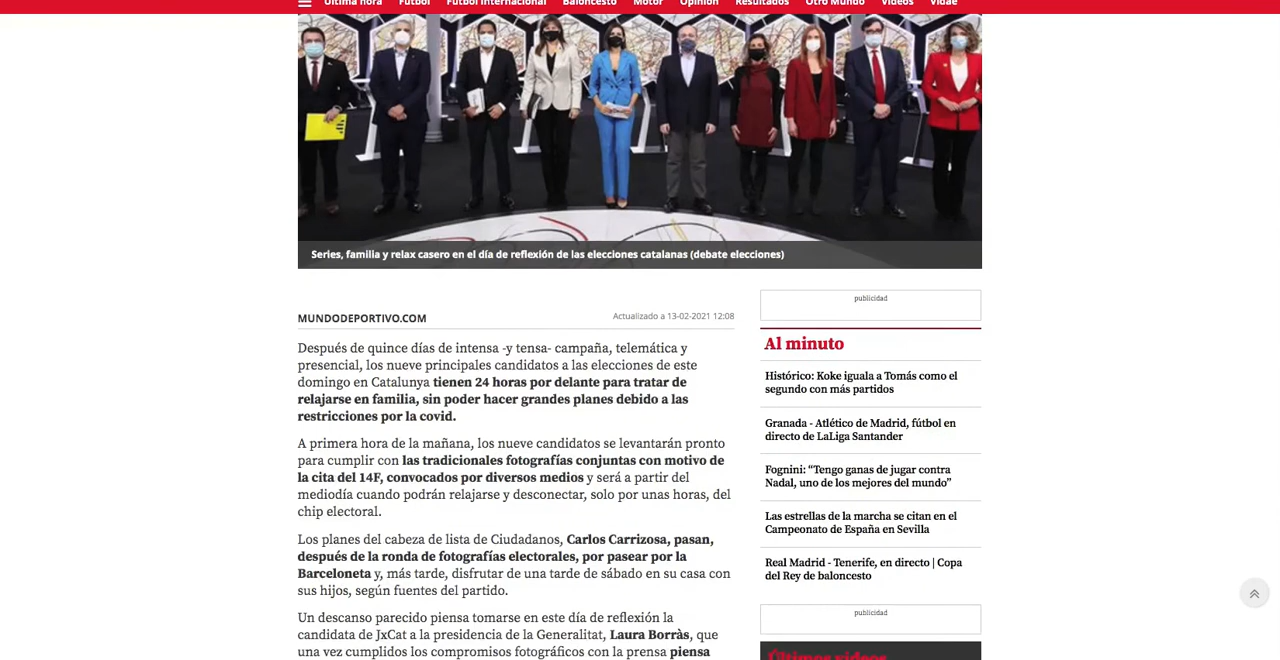 Última hora Fútbol Fútbol Internacional Baloncesto Motor Opinión Resultados Otro Mundo Vídeos Vidae
Series, familia y relax casero en el día de reflexión de las elecciones catalanas (debate elecciones)
MUNDODEPORTIVO.COM
Actualizado a 13-02-2021 12:08
Después de quince días de intensa -y tensa- campaña, telemática y
presencial, los nueve principales candidatos a las elecciones de este
domingo en Catalunya tienen 24 horas por delante para tratar de
relajarse en familia, sin poder hacer grandes planes debido a las
restricciones por la covid.
A primera hora de la mañana, los nueve candidatos se levantarán pronto
para cumplir con las tradicionales fotografías conjuntas con motivo de
la cita del 14F, convocados por diversos medios y será a partir del
mediodía cuando podrán relajarse y desconectar, solo por unas horas, del
chip electoral.
Los planes del cabeza de lista de Ciudadanos, Carlos Carrizosa, pasan,
después de la ronda de fotografías electorales, por pasear por la
Barceloneta y, más tarde, disfrutar de una tarde de sábado en su casa con
sus hijos, según fuentes del partido.
Un descanso parecido piensa tomarse en este día de reflexión la
candidata de JxCat a la presidencia de la Generalitat, Laura Borràs, que
una vez cumplidos los compromisos fotográficos con la prensa piensa
publicidad
Al minuto
Histórico: Koke iguala a Tomás como el
segundo con más partidos
Granada - Atlético de Madrid, fútbol en
directo de LaLiga Santander
Fognini: “Tengo ganas de jugar contra
Nadal, uno de los mejores del mundo”
Las estrellas de la marcha se citan en el
Campeonato de España en Sevilla
Real Madrid - Tenerife, en directo | Copa
del Rey de baloncesto
publicidad
Últimos videos